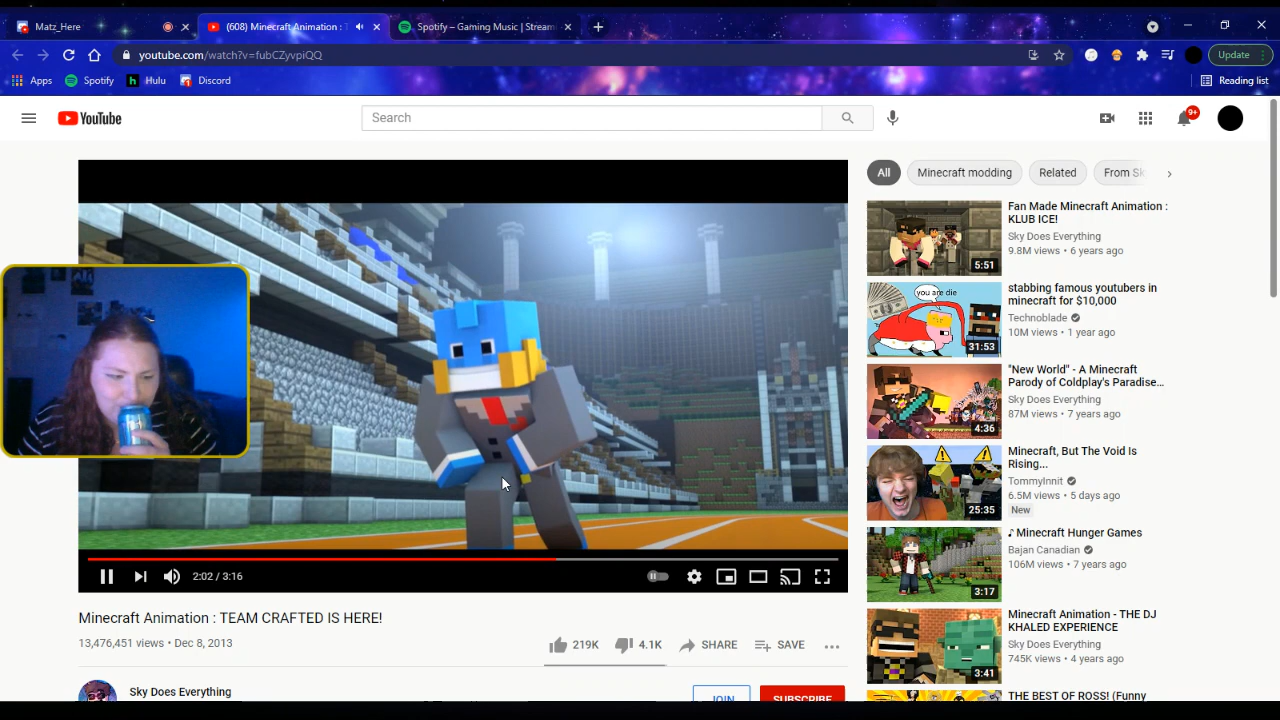 Matz_Here
(608) Minecraft Animation : T
Spotify – Gaming Music | Stream
youtube.com/watch?v=fubCZyvpiQQ
Update
Apps
Spotify
h
Hulu
Discord
Reading list
YouTube
Search
9+
All
Minecraft modding
Related
From Sk
Fan Made Minecraft Animation :
KLUB ICE!
Sky Does Everything
9.8M views • 6 years ago
5:51
you are die
stabbing famous youtubers in
minecraft for $10,000
Technoblade
10M views • 1 year ago
31:53
"New World" - A Minecraft
Parody of Coldplay's Paradise…
Sky Does Everything
87M views • 7 years ago
4:36
Minecraft, But The Void Is
Rising...
TommyInnit
6.5M views • 5 days ago
New
25:35
♪ Minecraft Hunger Games
Bajan Canadian
106M views • 7 years ago
3:17
Minecraft Animation - THE DJ
KHALED EXPERIENCE
Sky Does Everything
745K views • 4 years ago
3:41
THE BEST OF ROSS! (Funny
2:02 / 3:16
Minecraft Animation : TEAM CRAFTED IS HERE!
13,476,451 views • Dec 8, 2013
219K
4.1K
SHARE
SAVE
Sky Does Everything
JOIN
SUBSCRIBE